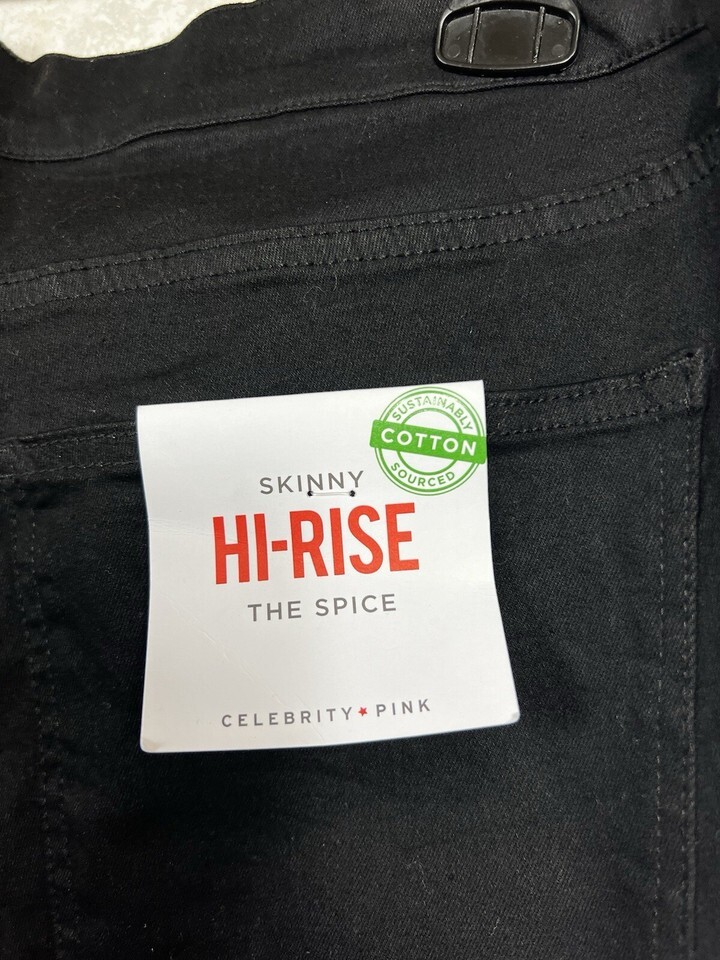 SUSTAINABLY
COTTON
SOURCED
SKINNY
HI-RISE
THE SPICE
CELEBRITY★PINK